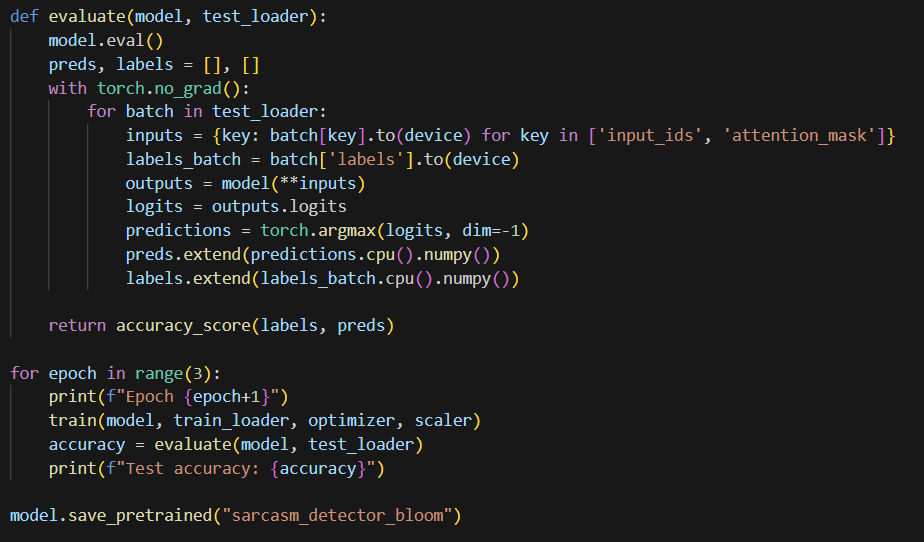 def evaluate(model, test_loader):
    model.eval()
    preds, labels = [], []
    with torch.no_grad():
        for batch in test_loader:
            inputs = {key: batch[key].to(device) for key in ['input_ids', 'attention_mask']}
            labels_batch = batch['labels'].to(device)
            outputs = model(**inputs)
            logits = outputs.logits
            predictions = torch.argmax(logits, dim=-1)
            preds.extend(predictions.cpu().numpy())
            labels.extend(labels_batch.cpu().numpy())

    return accuracy_score(labels, preds)

for epoch in range(3):
    print(f"Epoch {epoch+1}")
    train(model, train_loader, optimizer, scaler)
    accuracy = evaluate(model, test_loader)
    print(f"Test accuracy: {accuracy}")

model.save_pretrained("sarcasm_detector_bloom")